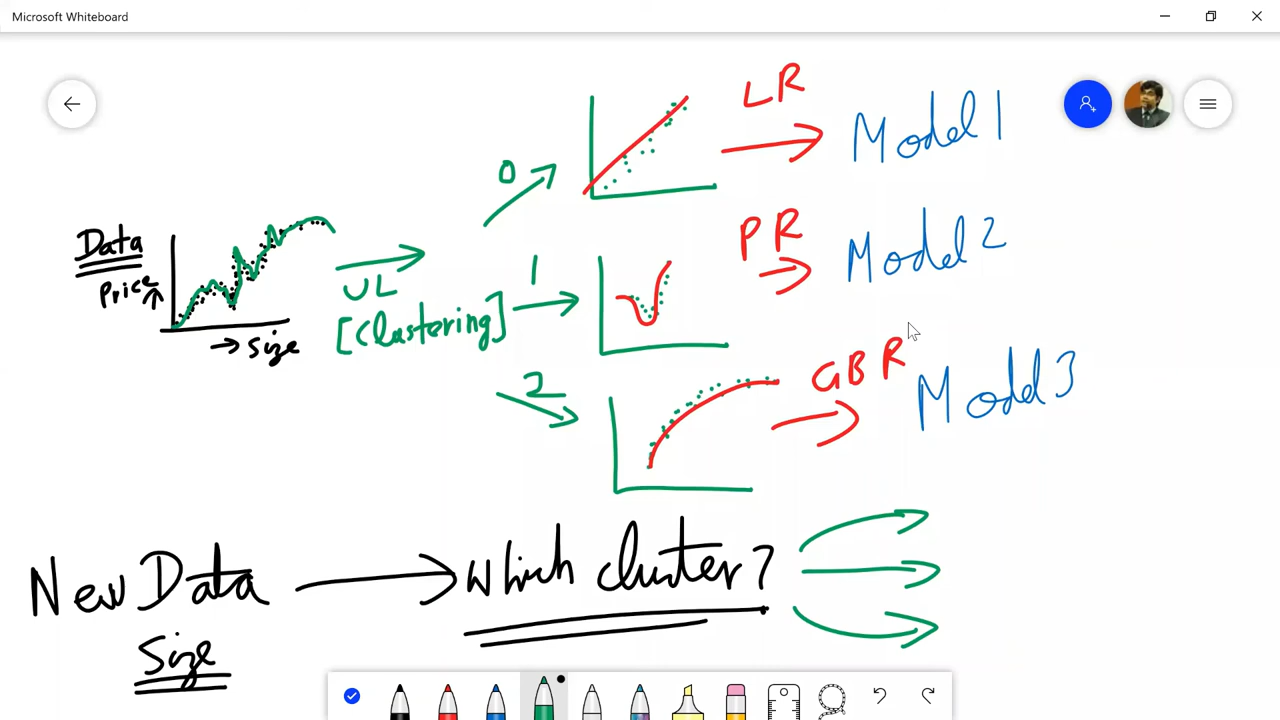 Microsoft Whiteboard
LR
Model 1
0
Data
Price
PR
Model 2
UL
[Clustering]
1
Size
2
GBR
Model 3
New Data
Which cluster?
Size